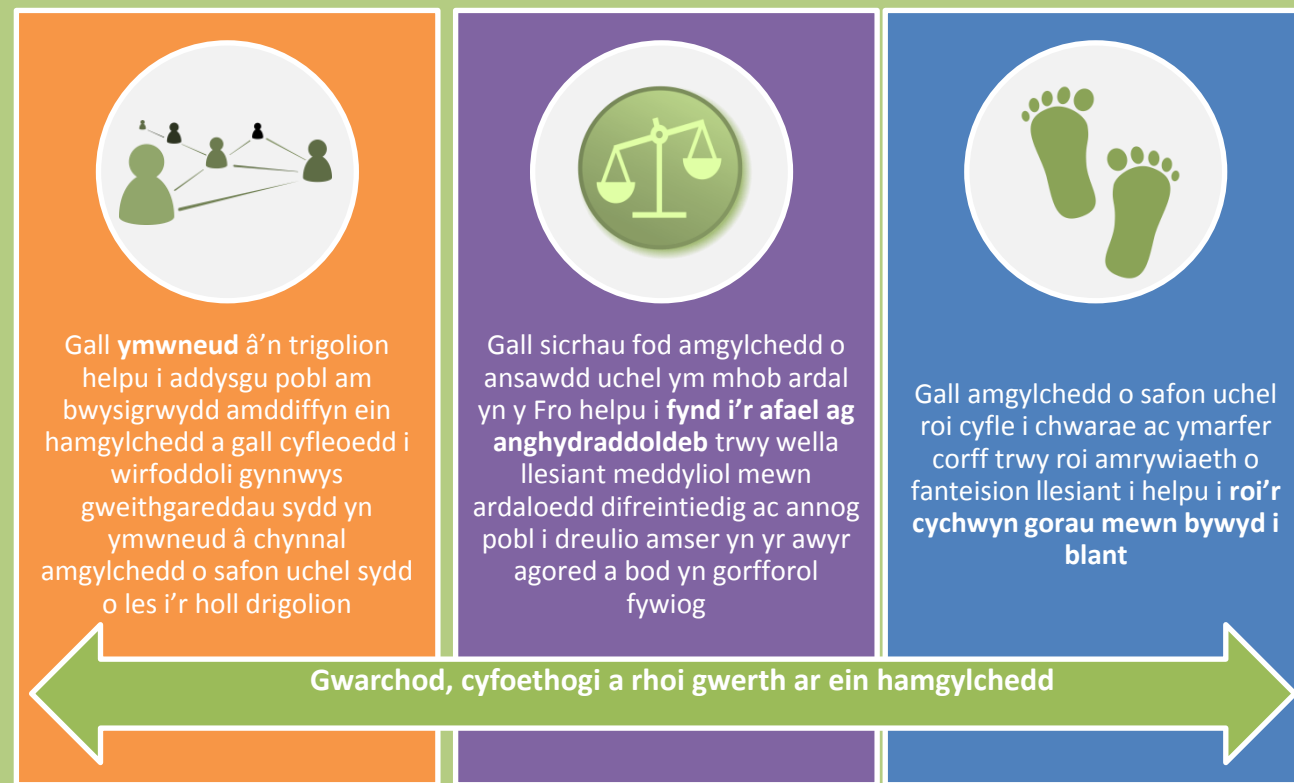 Gall ymwneud â’n trigolion
helpu i addysgu pobl am
bwysigrwydd amddiffyn ein
hamgylchedd a gall cyfleoedd i
wirfoddoli gynnwys
gweithgareddau sydd yn
ymwneud â chynnal
amgylchedd o safon uchel sydd
o les i’r holl drigolion
Gall sicrhau fod amgylchedd o
ansawdd uchel ym mhob ardal
yn y Fro helpu i fynd i’r afael ag
anghydraddoldeb trwy wella
llesiant meddyliol mewn
ardaloedd difreintiedig ac annog
pobl i dreulio amser yn yr awyr
agored a bod yn gorfforol
fywiog
Gall amgylchedd o safon uchel
roi cyfle i chwarae ac ymarfer
corff trwy roi amrywiaeth o
fanteision llesiant i helpu i roi’r
cychwyn gorau mewn bywyd i
blant
Gwarchod, cyfoethogi a rhoi gwerth ar ein hamgylchedd